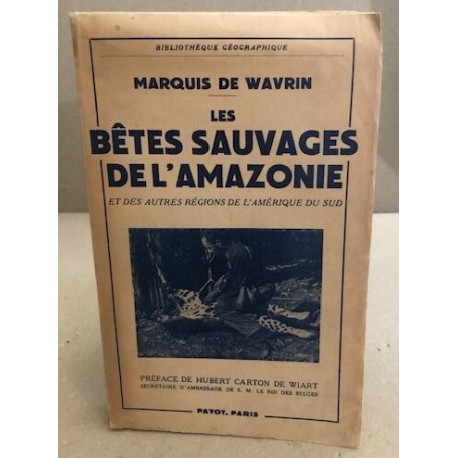 BIBLIOTHÈQUE GÉOGRAPHIQUE
MARQUIS DE WAVRIN
LES
BÊTES SAUVAGES
DE L'AMAZONIE
ET DES AUTRES RÉGIONS DE L'AMÉRIQUE DU SUD
PRÉFACE DE HUBERT CARTON DE WIART
SECRÉTAIRE D'AMBASSADE DE S. M. LE ROI DES BELGES
PAYOT, PARIS